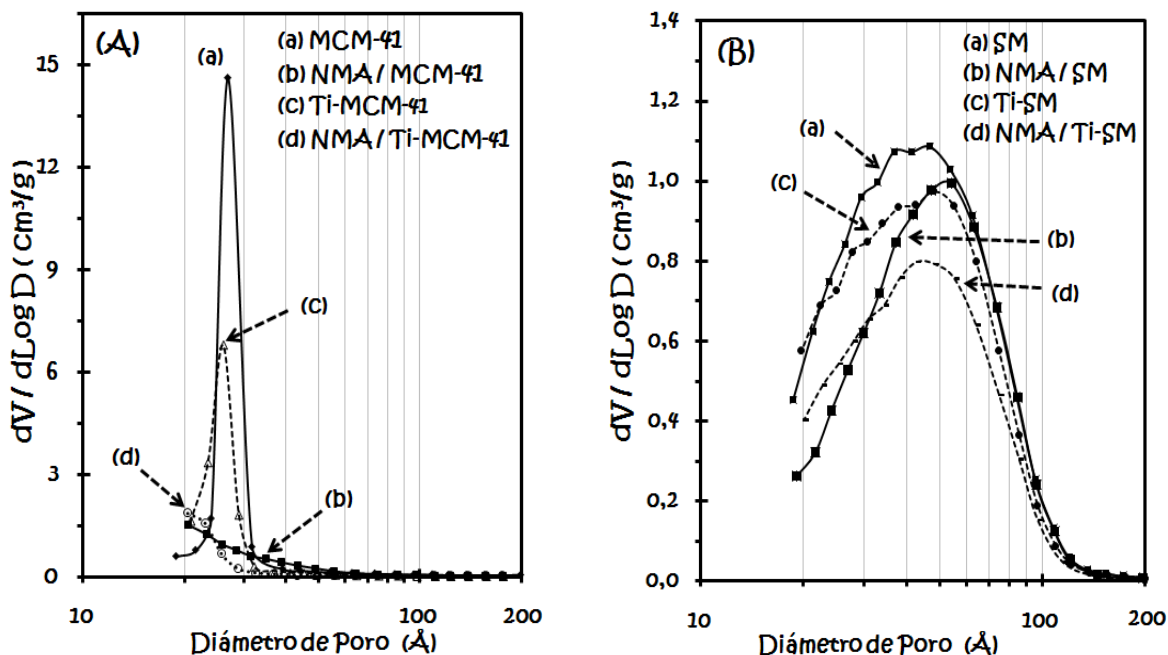 (A)
(a) MCM-41
(b) NMA / MCM-41
(c) Ti-MCM-41
(d) NMA / Ti-MCM-41
(a)
(c)
(d)
(b)
15
12
9
6
3
0
dV / dLog D ( Cm³/g )
10
20
100
200
Diámetro de Poro (Å)
(B)
(a) SM
(b) NMA / SM
(c) Ti-SM
(d) NMA / Ti-SM
(a)
(c)
(b)
(d)
1,4
1,2
1,0
0,8
0,6
0,4
0,2
0,0
dV / dLog D ( Cm³/g )
10
100
200
Diámetro de Poro (Å)